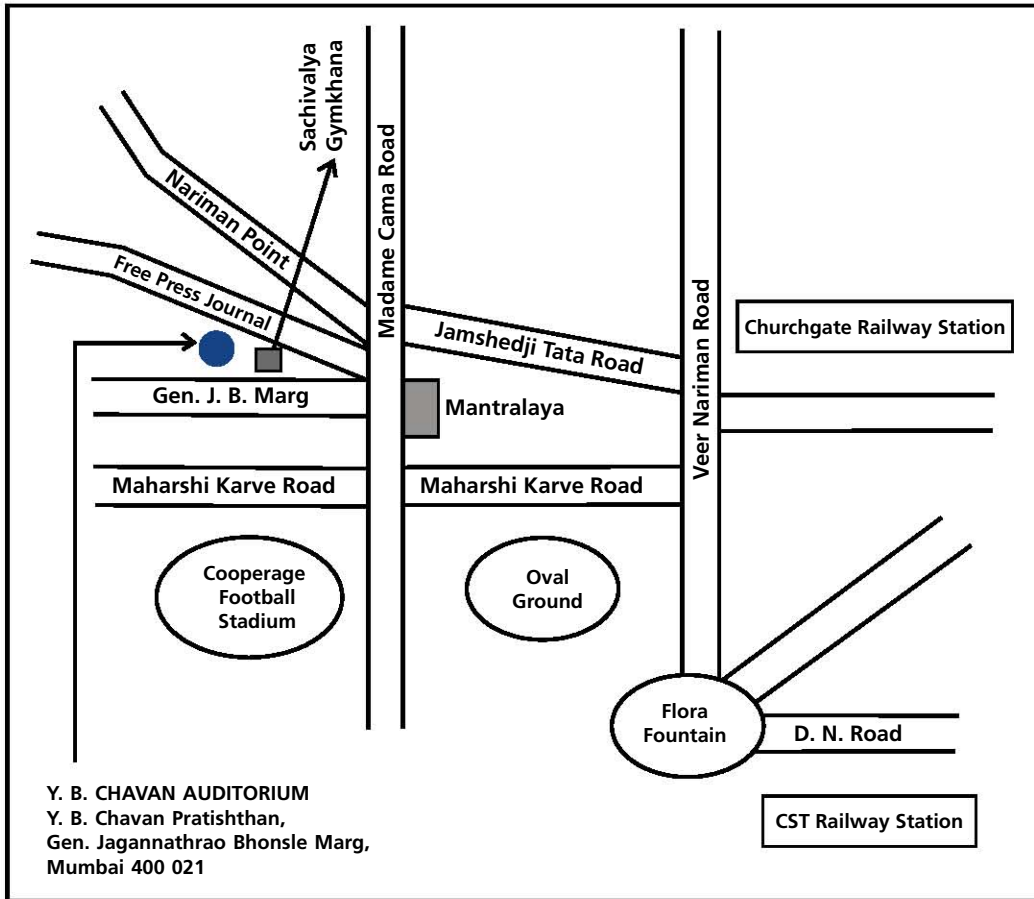 Sachivalya
Gymkhana
Madame Cama Road
Nariman Point
Free Press Journal
Jamshedji Tata Road
Veer Nariman Road
Churchgate Railway Station
Gen. J. B. Marg
Mantralaya
Maharshi Karve Road
Maharshi Karve Road
Cooperage
Football
Stadium
Oval
Ground
Flora
Fountain
D. N. Road
CST Railway Station
Y. B. CHAVAN AUDITORIUM
Y. B. Chavan Pratishthan,
Gen. Jagannathrao Bhonsle Marg,
Mumbai 400 021